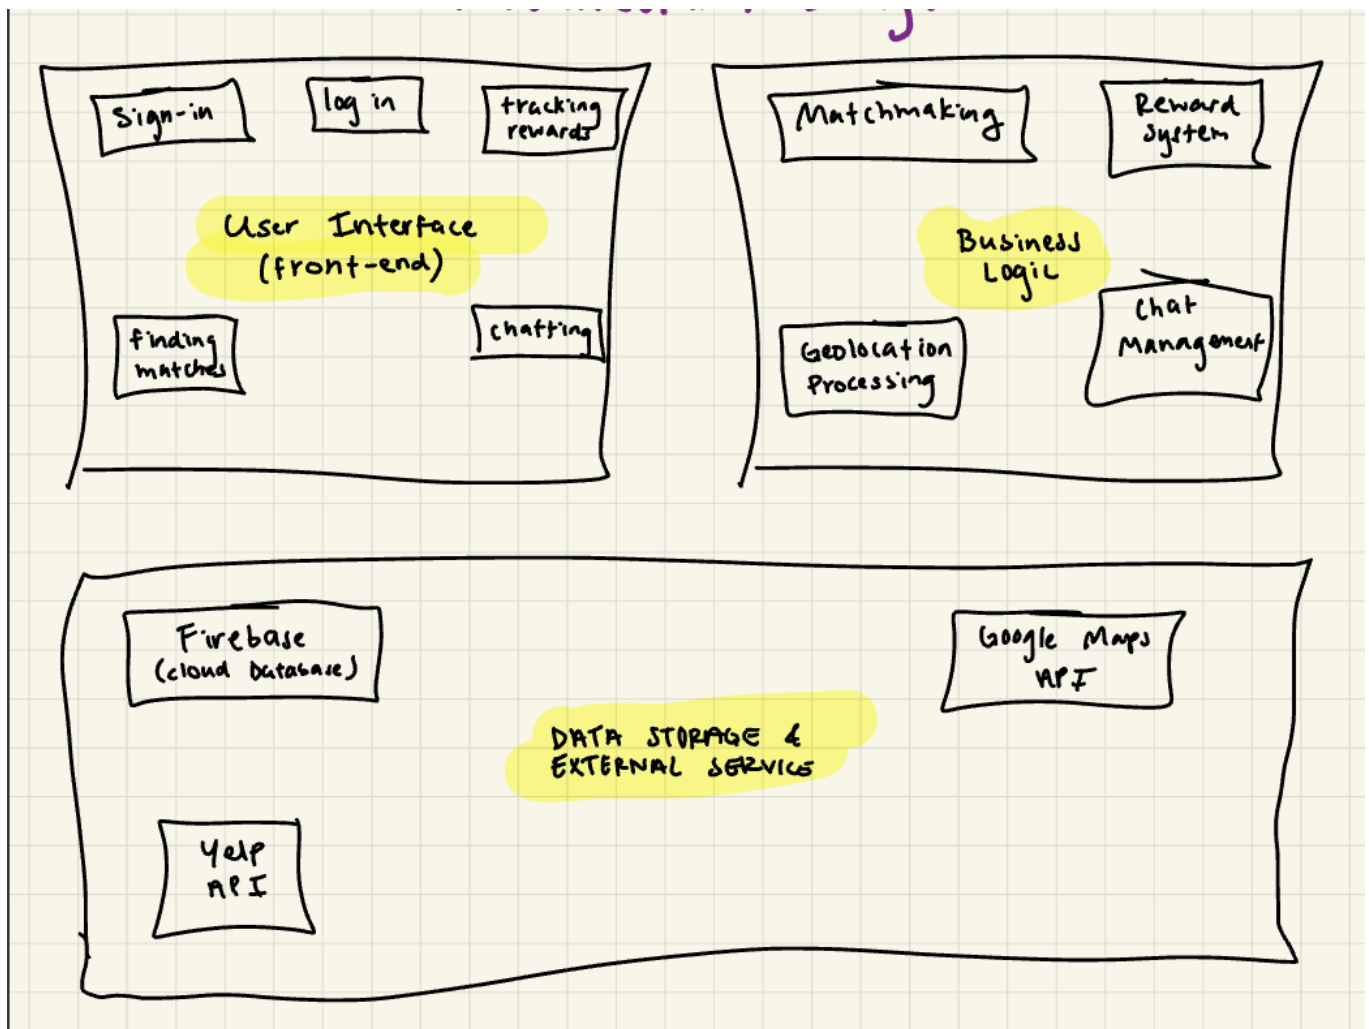 Sign-in
log in
tracking
rewards
User Interface
(front-end)
finding
matches
chatting
Matchmaking
Reward
System
Business
Logic
Geolocation
Processing
Chat
Management
Firebase
(cloud Database)
Google Maps
API
DATA STORAGE &
EXTERNAL SERVICE
Yelp
API